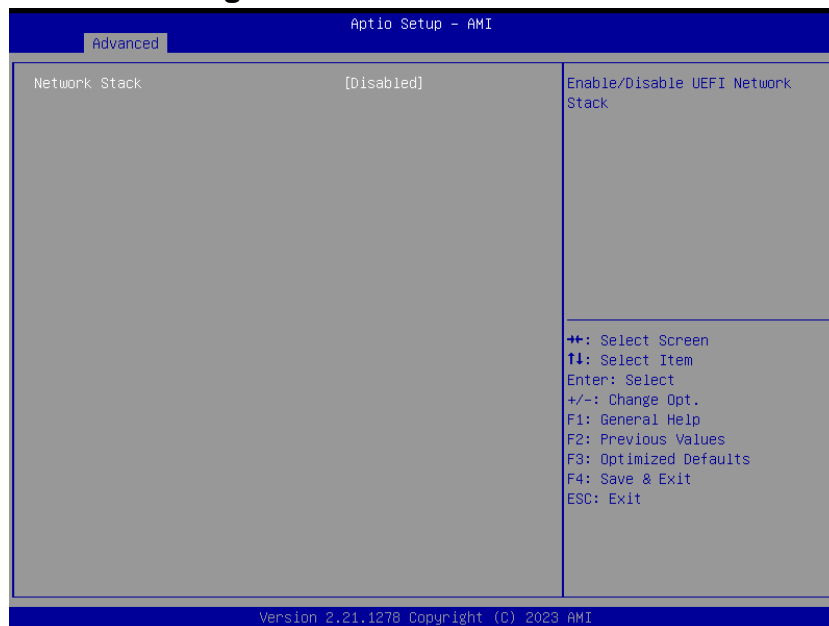 Aptio Setup – AMI
Advanced
Network Stack [Disabled]
Enable/Disable UEFI Network
Stack
→←: Select Screen
↑↓: Select Item
Enter: Select
+/-: Change Opt.
F1: General Help
F2: Previous Values
F3: Optimized Defaults
F4: Save & Exit
ESC: Exit
Version 2.21.1278 Copyright (C) 2023 AMI